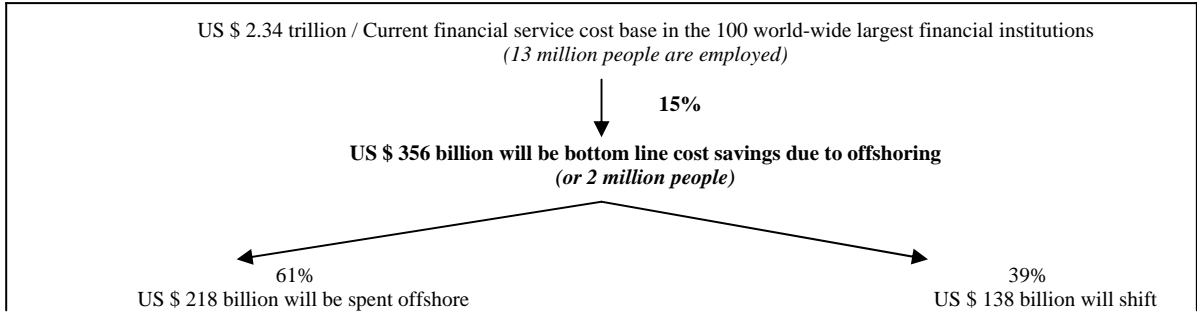 US $ 2.34 trillion / Current financial service cost base in the 100 world-wide largest financial institutions
(13 million people are employed)
15%
US $ 356 billion will be bottom line cost savings due to offshoring
(or 2 million people)
61%
39%
US $ 218 billion will be spent offshore
US $ 138 billion will shift